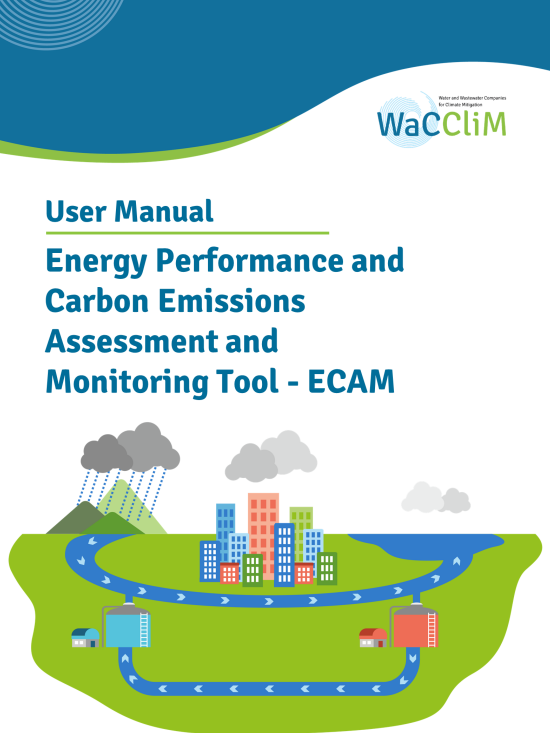 Water and Wastewater Companies
for Climate Mitigation
WaCCliM
User Manual
Energy Performance and
Carbon Emissions
Assessment and
Monitoring Tool - ECAM